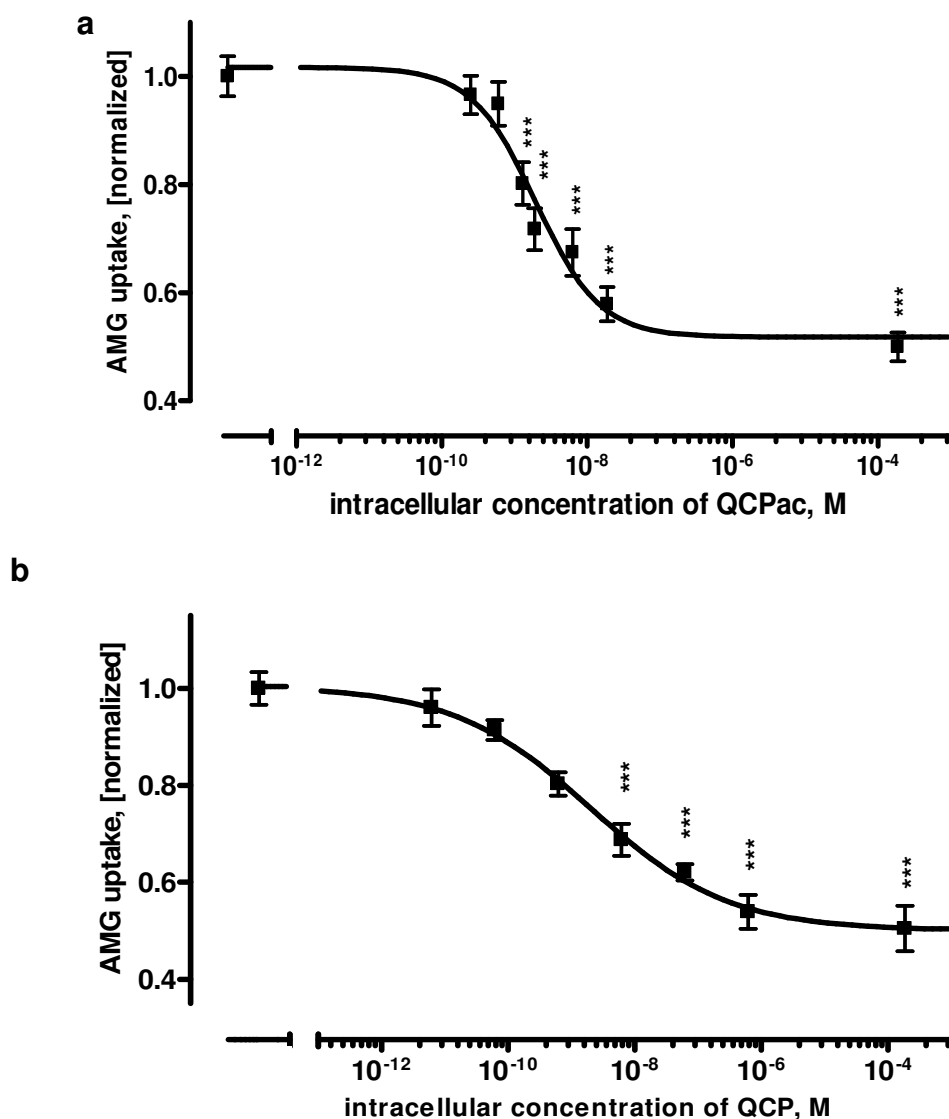 a
AMG uptake, [normalized]
1.0
0.8
0.6
0.4
***
***
***
***
***
10⁻¹² 10⁻¹⁰ 10⁻⁸ 10⁻⁶ 10⁻⁴
intracellular concentration of QCPac, M
b
AMG uptake, [normalized]
1.0
0.8
0.6
0.4
***
***
***
***
10⁻¹² 10⁻¹⁰ 10⁻⁸ 10⁻⁶ 10⁻⁴
intracellular concentration of QCP, M